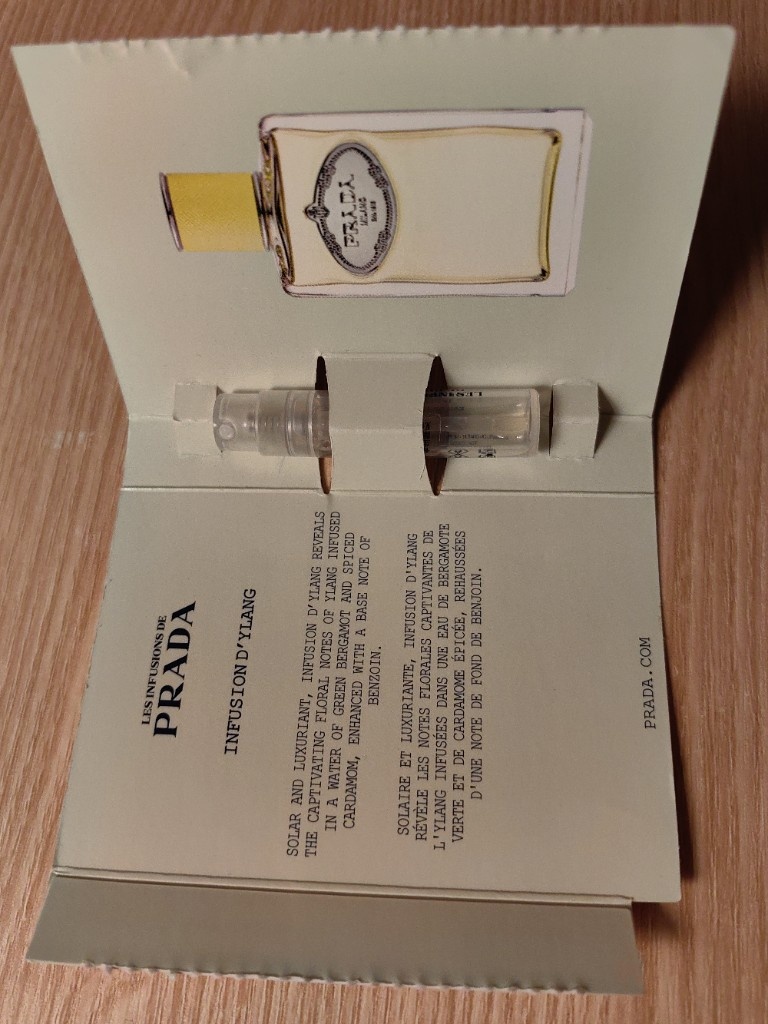 PRADA
MILANO
LES INFUSIONS DE
PRADA
INFUSION D'YLANG
SOLAR AND LUXURIANT, INFUSION D'YLANG REVEALS
THE CAPTIVATING FLORAL NOTES OF YLANG INFUSED
IN A WATER OF GREEN BERGAMOT AND SPICED
CARDAMOM, ENHANCED WITH A BASE NOTE OF
BENZOIN.
SOLAIRE ET LUXURIANTE, INFUSION D'YLANG
RÉVÈLE LES NOTES FLORALES CAPTIVANTES DE
L'YLANG INFUSÉES DANS UNE EAU DE BERGAMOTE
VERTE ET DE CARDAMOME ÉPICÉE, REHAUSSÉES
D'UNE NOTE DE FOND DE BENJOIN.
PRADA.COM